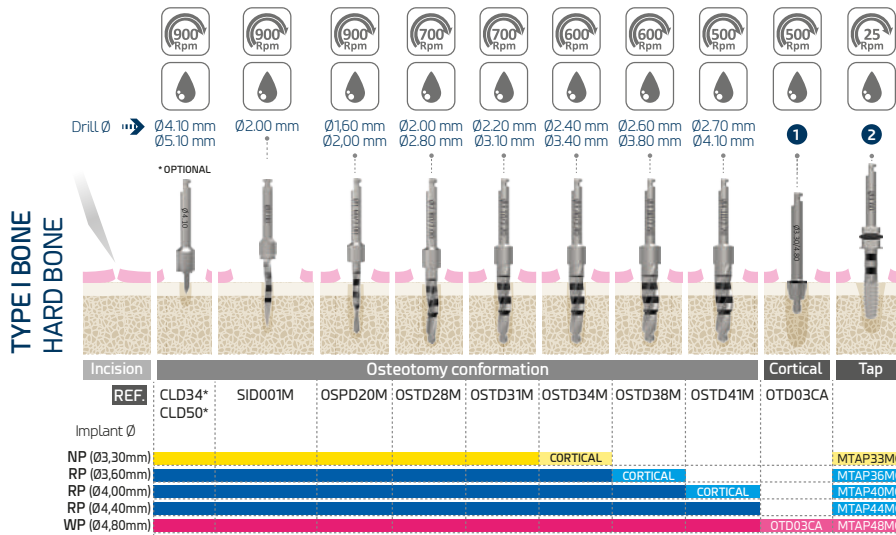 900 Rpm 900 Rpm 900 Rpm 700 Rpm 700 Rpm 600 Rpm 600 Rpm 500 Rpm 500 Rpm 25 Rpm
Drill Ø Ø4.10 mm Ø2.00 mm Ø1,60 mm Ø2.00 mm Ø2.20 mm Ø2.40 mm Ø2.60 mm Ø2.70 mm 1 2
Ø5.10 mm Ø2,00 mm Ø2.80 mm Ø3.10 mm Ø3.40 mm Ø3.80 mm Ø4.10 mm
* OPTIONAL
TYPE I BONE
HARD BONE
Incision Osteotomy conformation Cortical Tap
REF. CLD34* SID001M OSPD20M OSTD28M OSTD31M OSTD34M OSTD38M OSTD41M OTD03CA
CLD50*
Implant Ø
NP (Ø3,30mm) CORTICAL MTAP33M
RP (Ø3,60mm) CORTICAL MTAP36M
RP (Ø4,00mm) CORTICAL MTAP40M
RP (Ø4,40mm) MTAP44M
WP (Ø4,80mm) OTD03CA MTAP48M